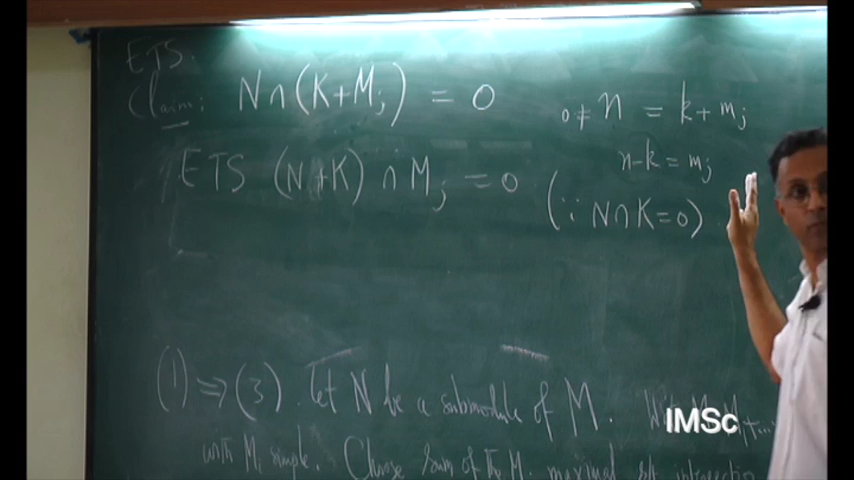 ETS
Claim: N ∩ (K + M_j) = 0
0 ≠ n = k + m_j
n - k = m_j
ETS (N + K) ∩ M_j = 0 (∵ N ∩ K = 0)
(1) ⇒ (3). Let N be a submodule of M. Write M
with M_i simple. Choose sum of the M_i maximal s.t. intersection
IMSc